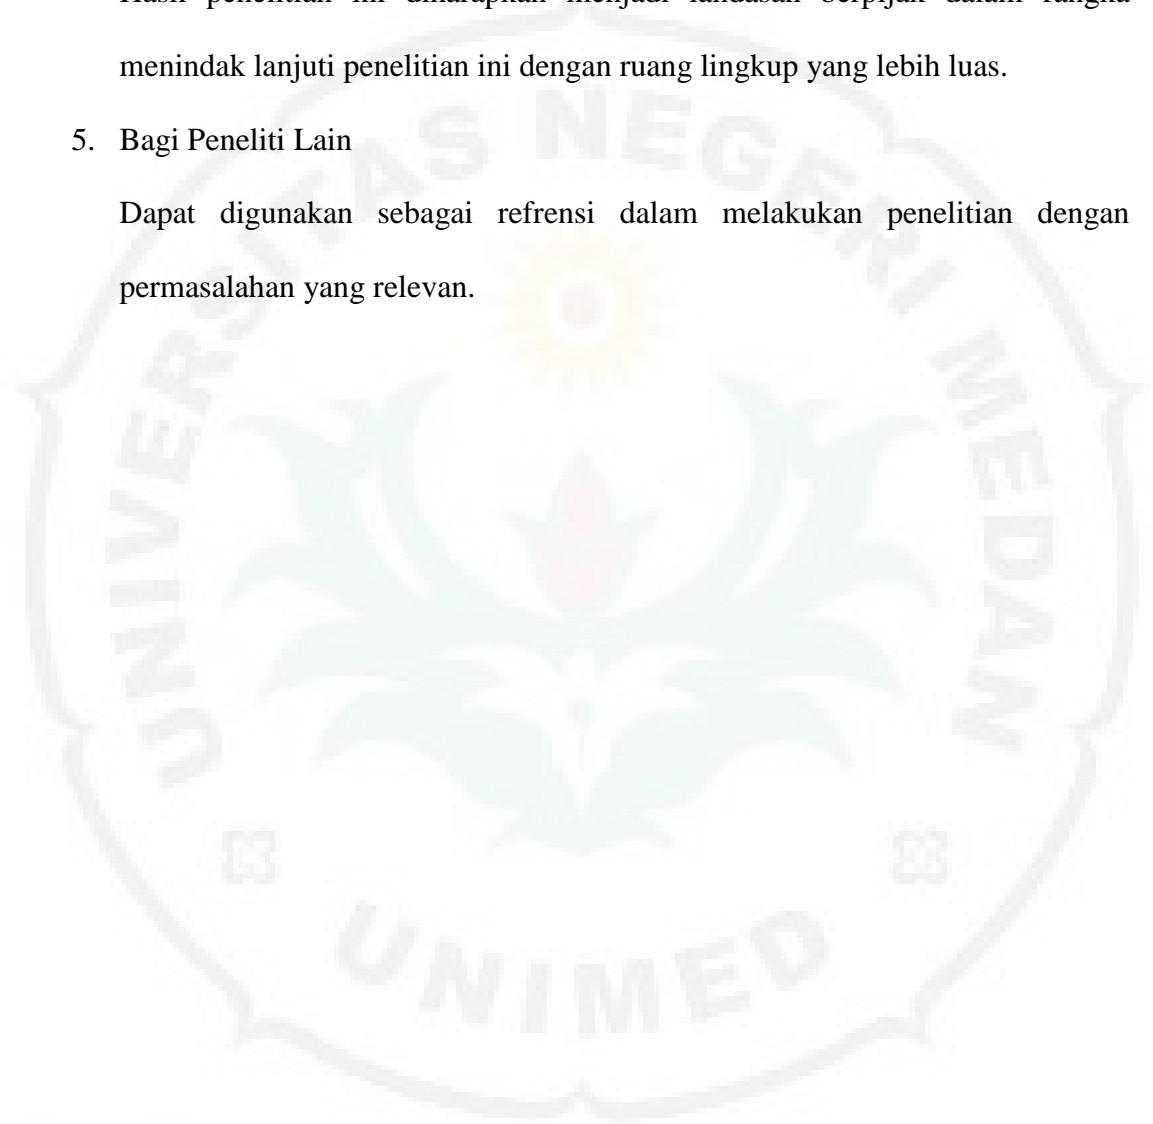 Hasil penelitian ini diharapkan menjadi landasan berpijak dalam rangka
menindak lanjuti penelitian ini dengan ruang lingkup yang lebih luas.
5. Bagi Peneliti Lain
Dapat digunakan sebagai refrensi dalam melakukan penelitian dengan
permasalahan yang relevan.
UNIVERSITAS NEGERI MEDAN
UNIMED